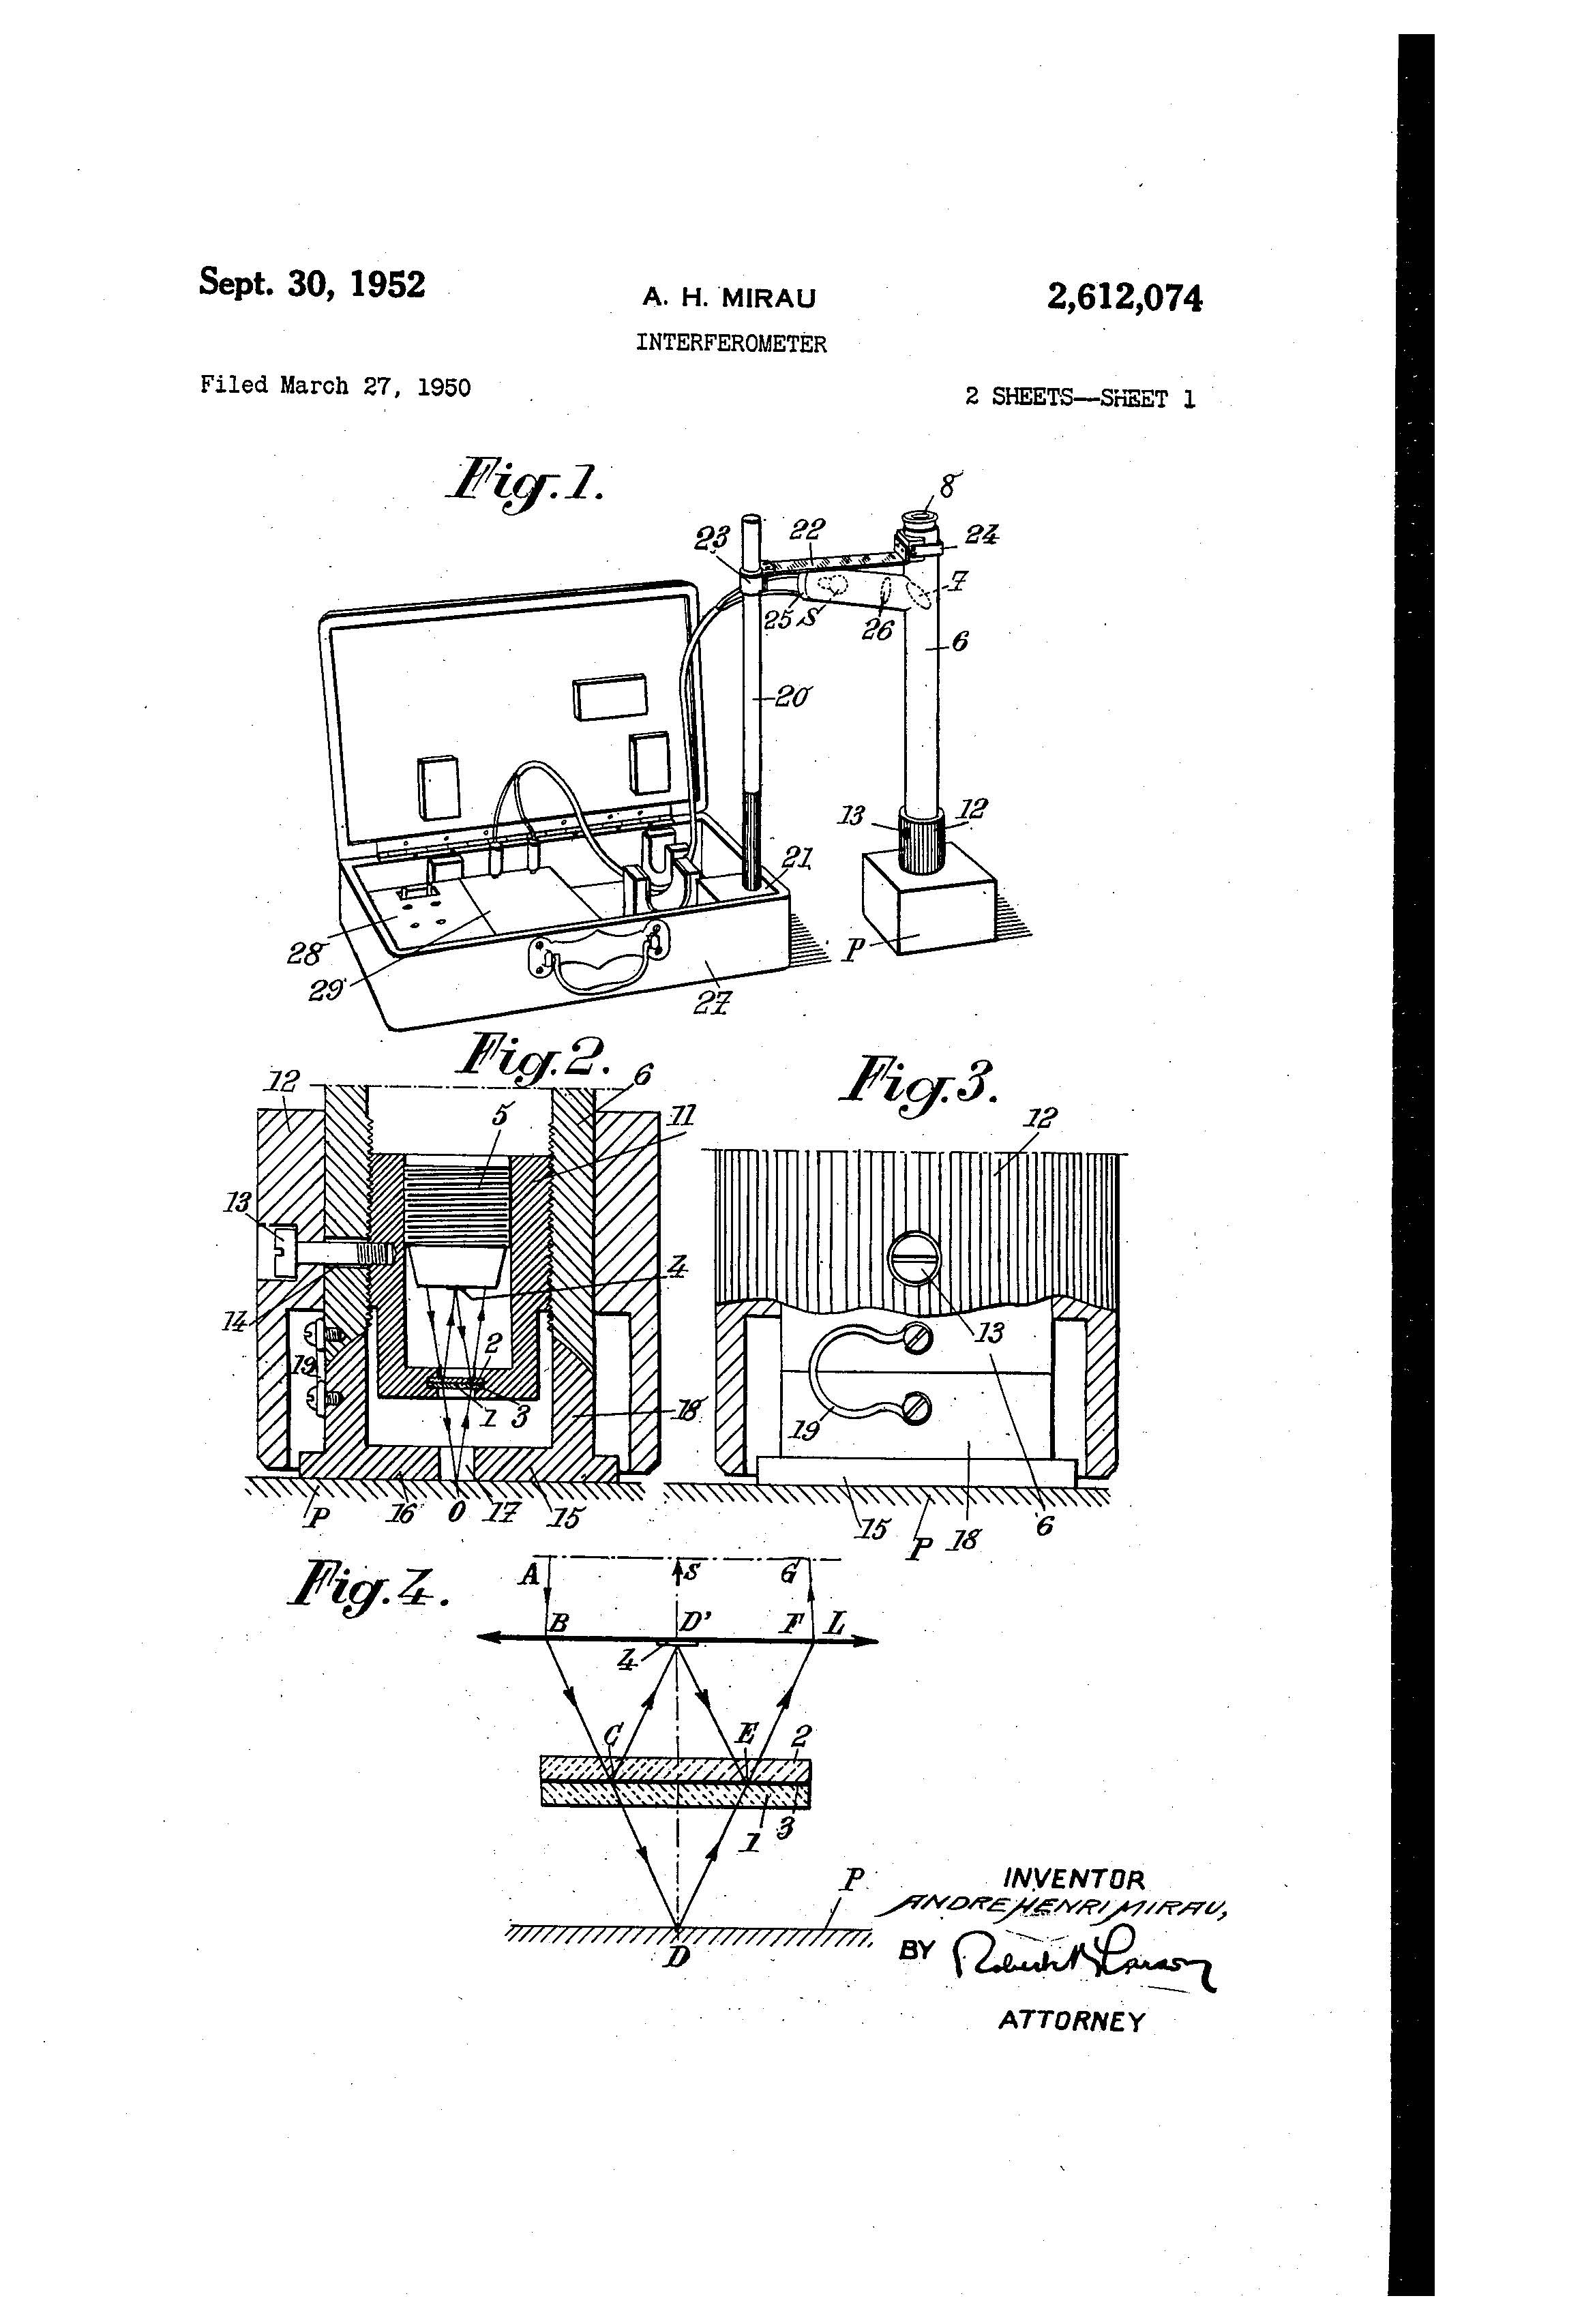 Sept. 30, 1952
A. H. MIRAU
2,612,074
INTERFEROMETER
Filed March 27, 1950
2 SHEETS—SHEET 1
Fig.1.
8
23
22
24
7
25
S
26
6
20
13
12
21
P
28
29
27
Fig.2.
12
6
5
11
13
4
14
2
19
1
3
18
P
16
O
17
15
Fig.3.
12
13
19
15
P
18
6
Fig.4.
A
S
G
B
D'
F
L
4
C
E
2
1
3
P
D
INVENTOR
ANDRE HENRI MIRAU,
BY
ATTORNEY